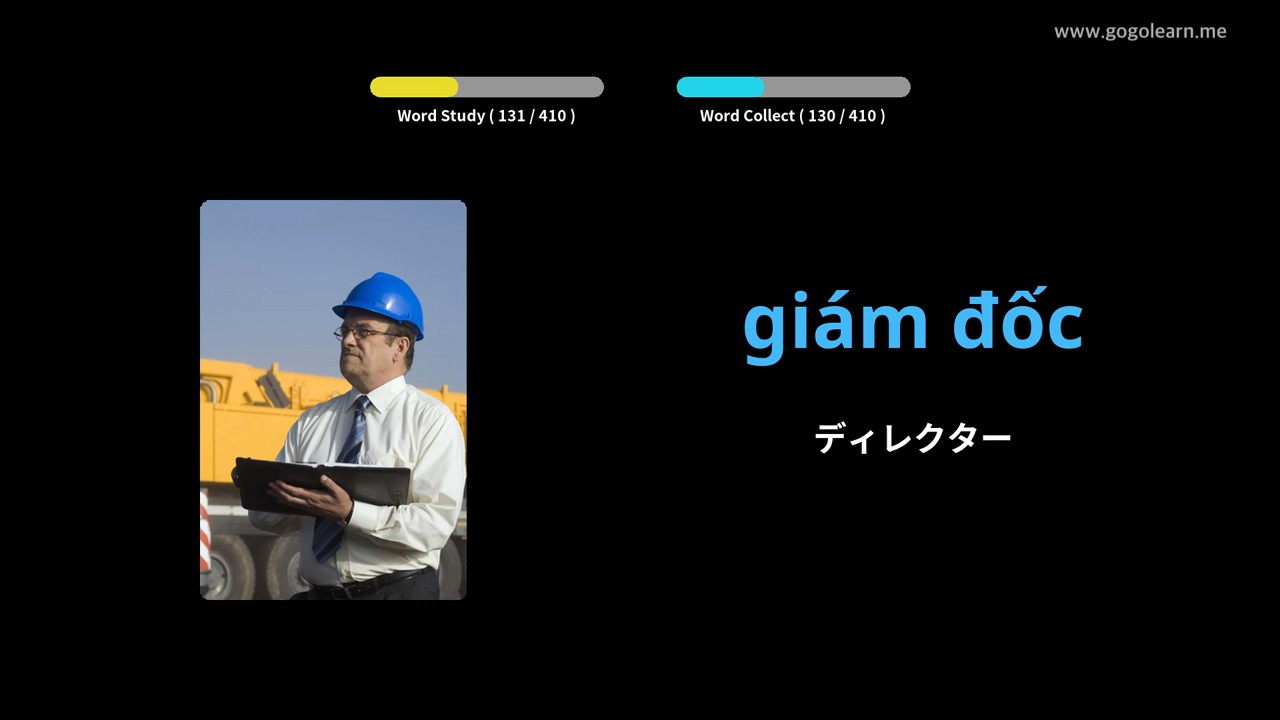 www.gogolearn.me
Word Study ( 131 / 410 )
Word Collect ( 130 / 410 )
giám đốc
ディレクター